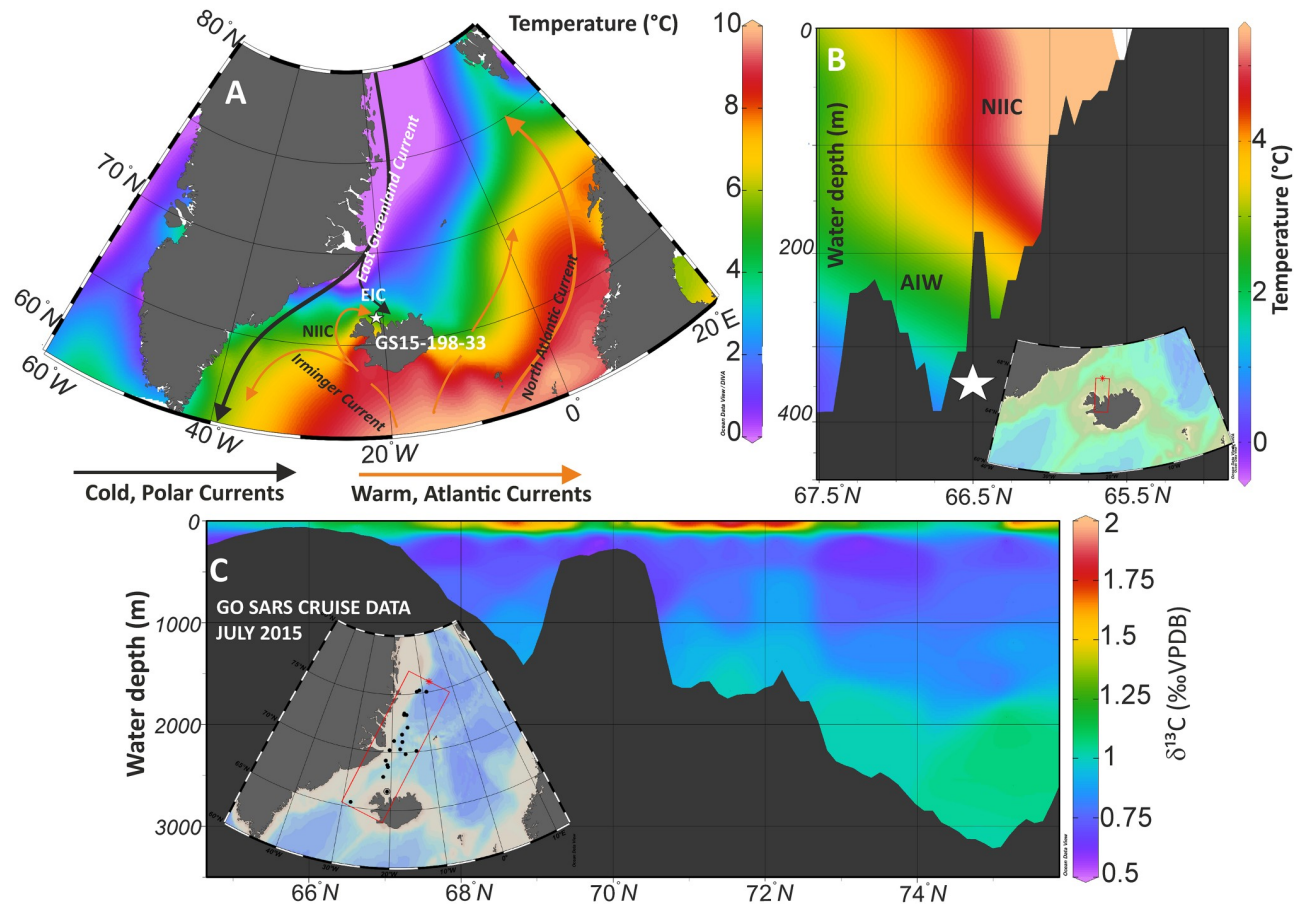 Temperature (°C)
A
80°N
70°N
60°N
60°W
40°W
20°W
0°
20°E
East Greenland Current
EIC
NIIC
GS15-198-33
Irminger Current
North Atlantic Current
Ocean Data View / DIVA
10
8
6
4
2
0
Cold, Polar Currents
Warm, Atlantic Currents
B
Water depth (m)
0
200
400
NIIC
AIW
67.5°N
66.5°N
65.5°N
4
2
0
Temperature (°C)
C
GO SARS CRUISE DATA
JULY 2015
Water depth (m)
0
1000
2000
3000
66°N
68°N
70°N
72°N
74°N
Ocean Data View
2
1.75
1.5
1.25
1
0.75
0.5
δ¹³C (‰VPDB)